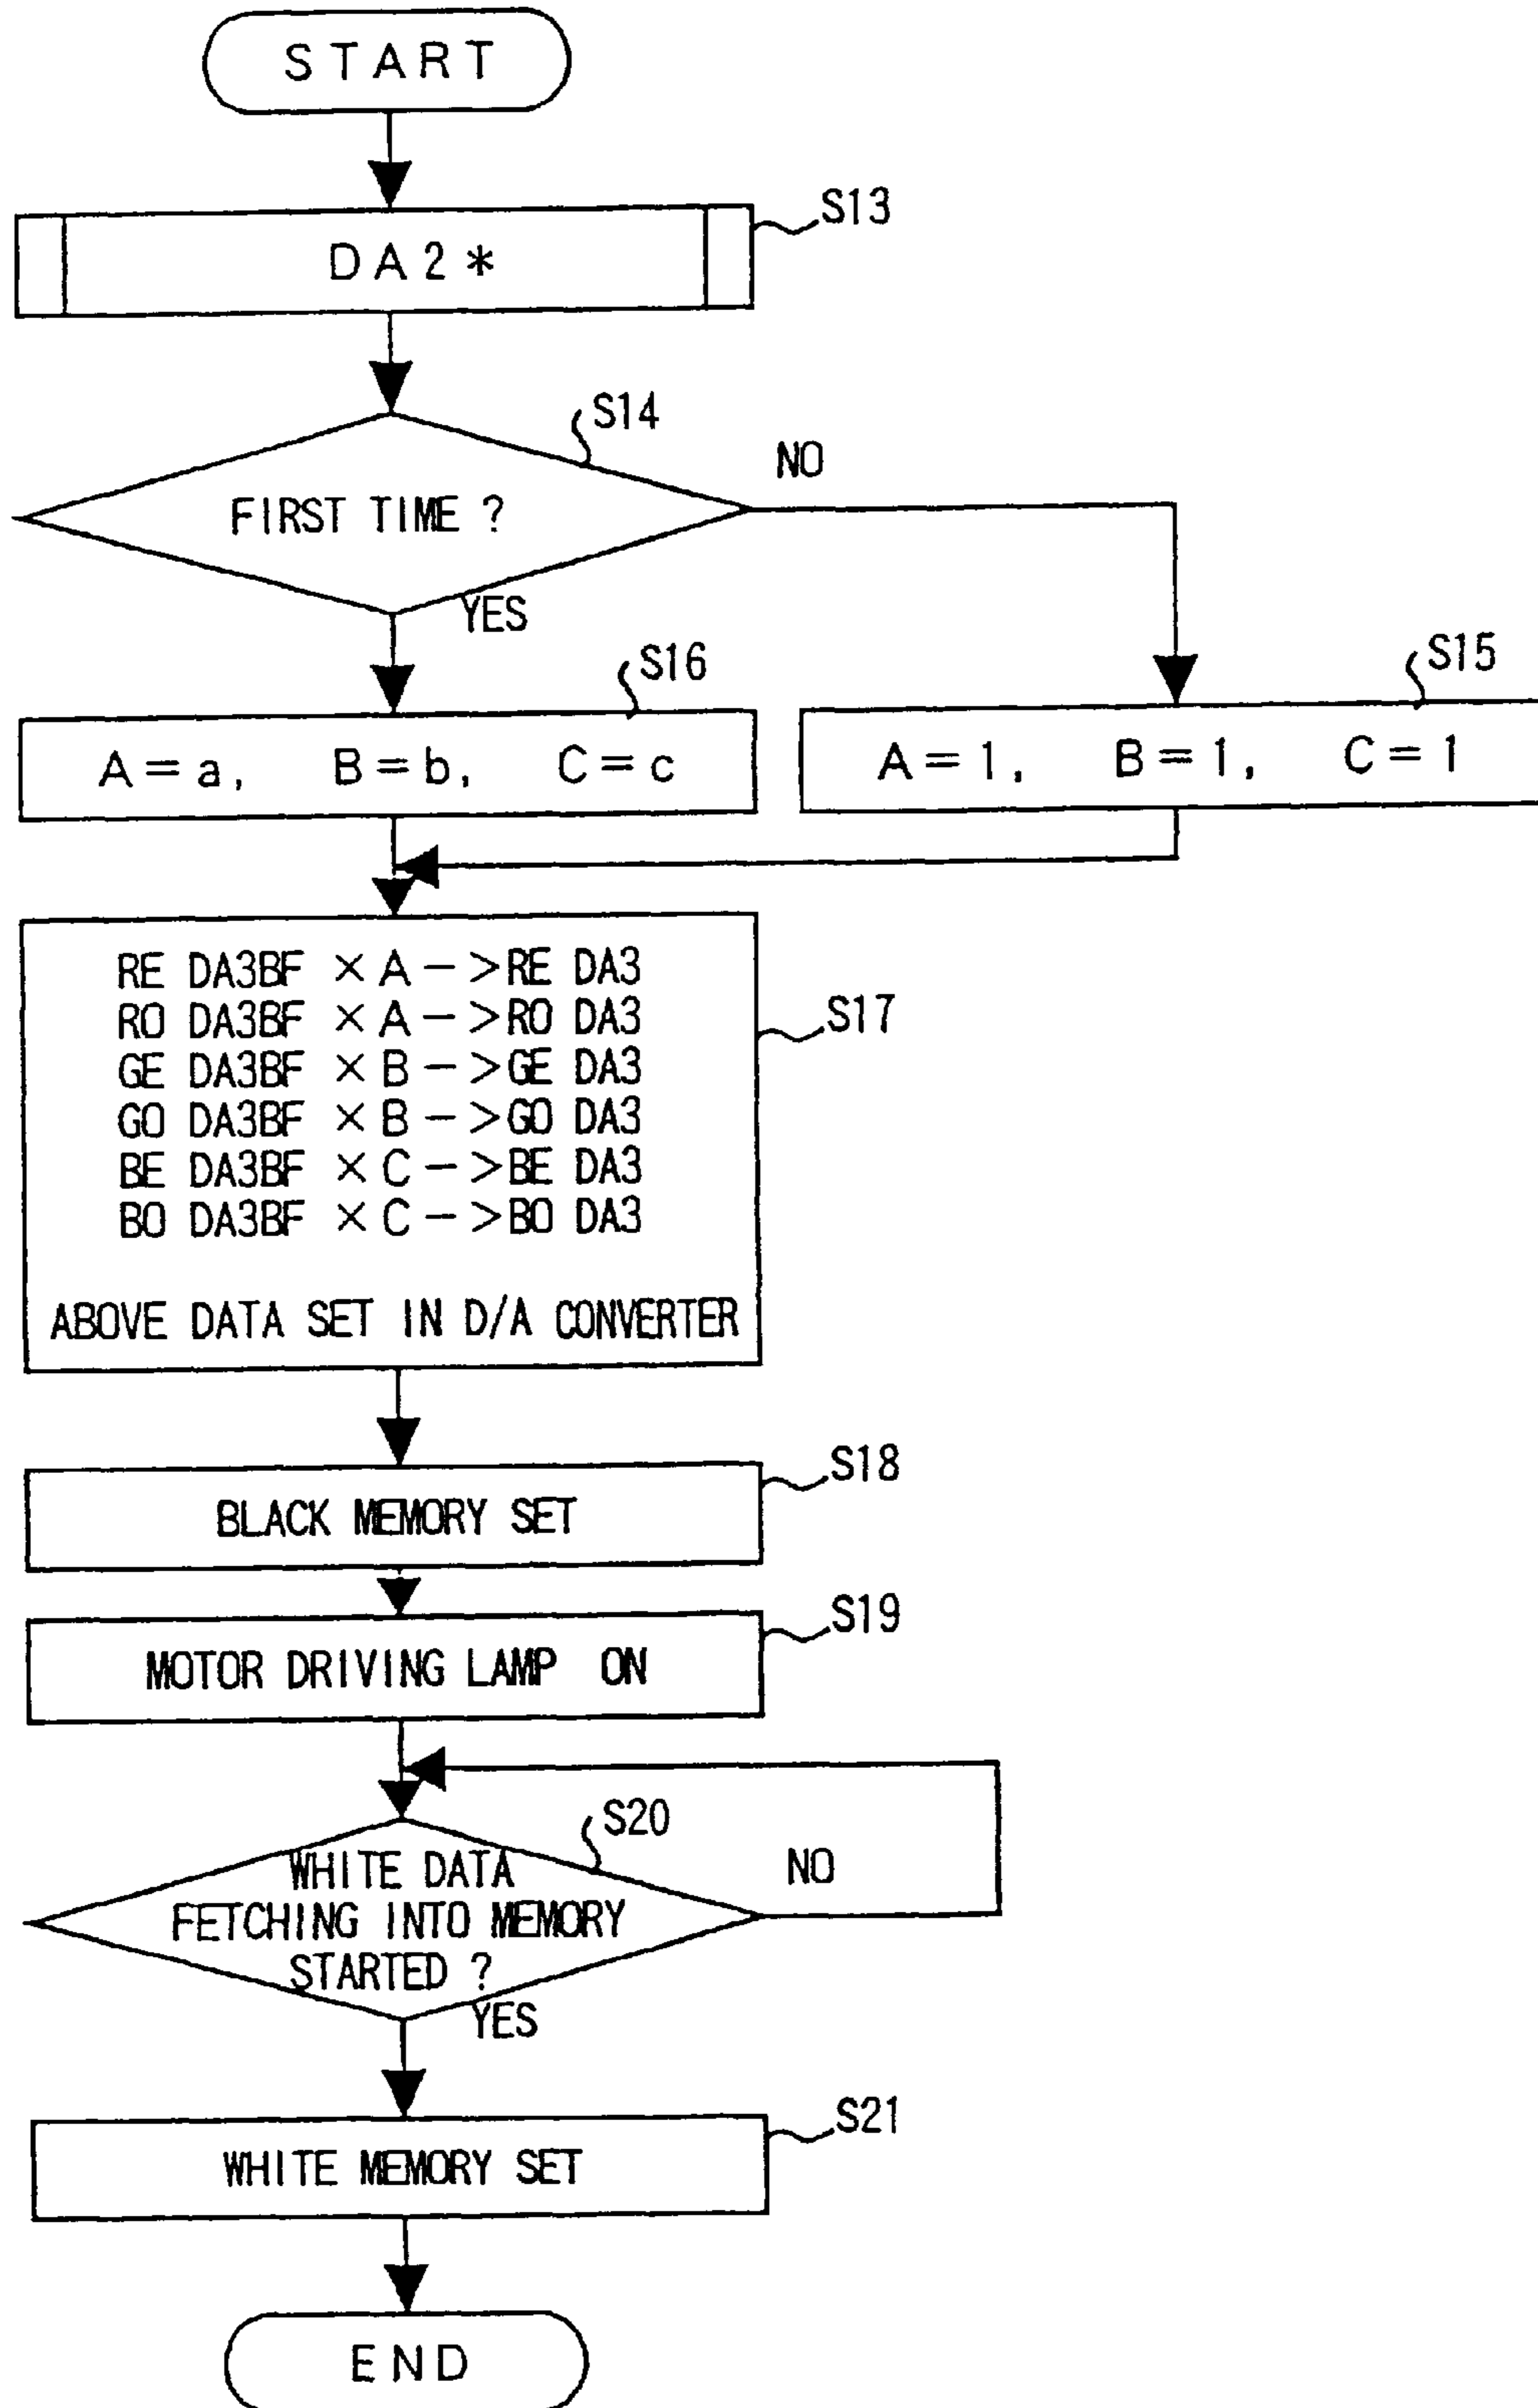 START
S13
DA2*
S14
NO
FIRST TIME ?
YES
S16
S15
A=a, B=b, C=c
A=1, B=1, C=1
RE DA3BF ×A−>RE DA3
RO DA3BF ×A−>RO DA3
S17
GE DA3BF ×B−>GE DA3
GO DA3BF ×B−>GO DA3
BE DA3BF ×C−>BE DA3
BO DA3BF ×C−>BO DA3
ABOVE DATA SET IN D/A CONVERTER
S18
BLACK MEMORY SET
S19
MOTOR DRIVING LAMP ON
S20
NO
WHITE DATA
FETCHING INTO MEMORY
STARTED ?
YES
S21
WHITE MEMORY SET
END